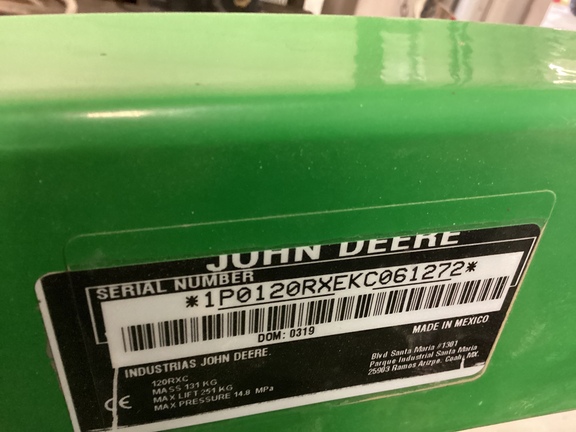 JOHN DEERE
SERIAL NUMBER
*1P0120RXEKC061272*
DOM: 0319
MADE IN MEXICO
INDUSTRIAS JOHN DEERE.
120RXC
MASS 131 KG
MAX LIFT 251 KG
MAX PRESSURE 14.8 MPa
CE
Blvd Santa Maria #1301
Parque Industrial Santa Maria
25903 Ramos Arizpe, Coah. MX.